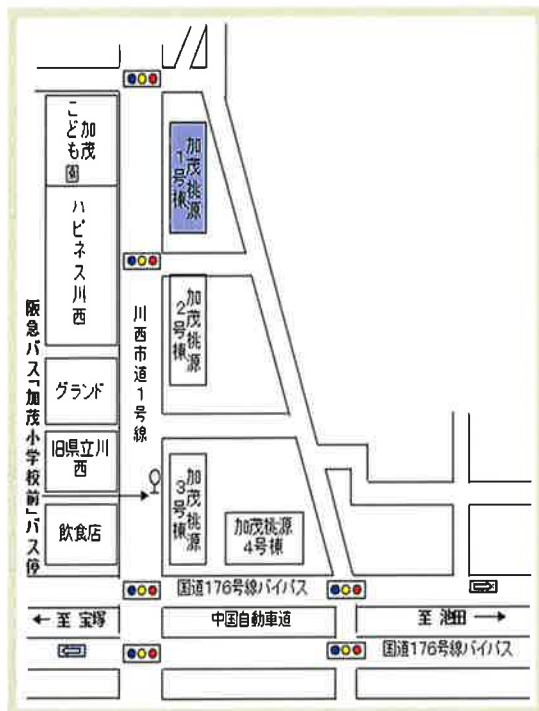 加茂
こども園
ハピネス川西
加茂桃源
1号棟
加茂桃源
2号棟
川西市道1号線
阪急バス「加茂小学校前」バス停
グランド
旧県立川
西
飲食店
加茂桃源
3号棟
加茂桃源
4号棟
国道176号線バイパス
← 至 宝塚
中国自動車道
至 池田 →
国道176号線バイパス